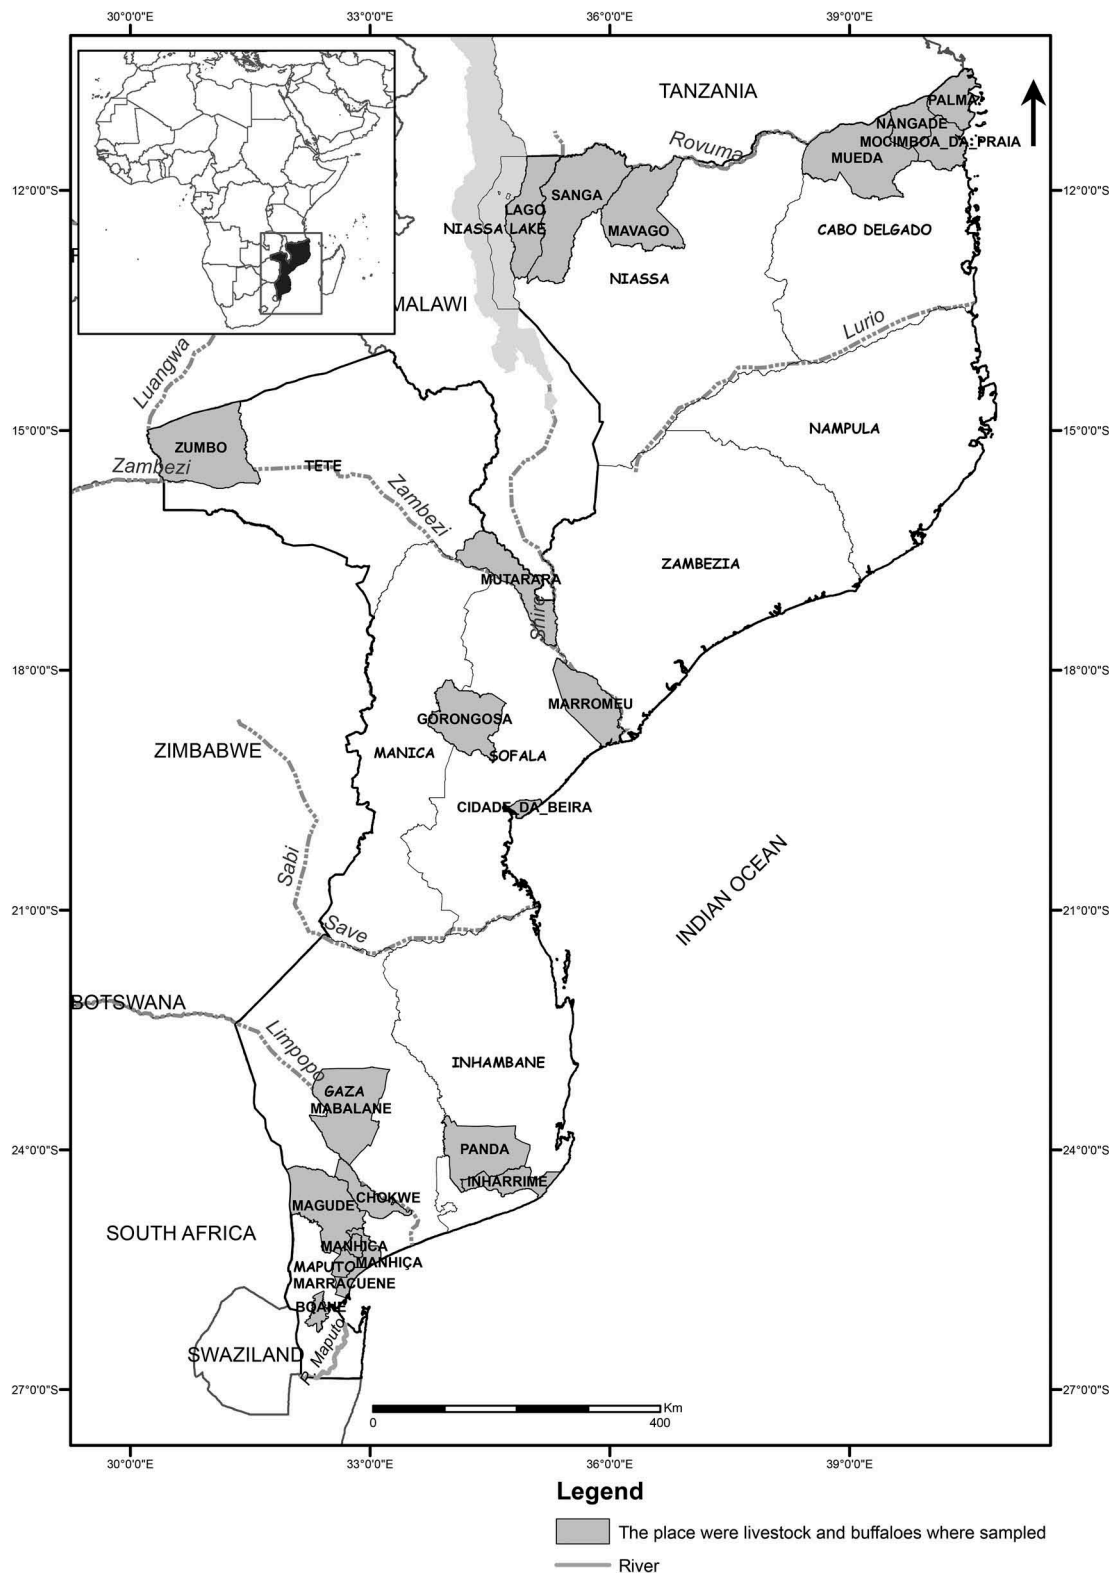 30°0'0"E 33°0'0"E 36°0'0"E 39°0'0"E
TANZANIA
PALMA
NANGADE
MOCIMBOA_DA_PRAIA
Rovuma
MUEDA
12°0'0"S 12°0'0"S
SANGA
LAGO
NIASSA LAKE
MAVAGO
CABO DELGADO
NIASSA
MALAWI
Lurio
Luangwa
15°0'0"S 15°0'0"S
NAMPULA
ZUMBO
Zambezi
TETE
Zambezi
ZAMBEZIA
MUTARARA
Shire
18°0'0"S 18°0'0"S
MARROMEU
GORONGOSA
ZIMBABWE
MANICA
SOFALA
CIDADE_DA_BEIRA
Sabi
INDIAN OCEAN
21°0'0"S 21°0'0"S
Save
BOTSWANA
Limpopo
INHAMBANE
GAZA
MABALANE
24°0'0"S 24°0'0"S
PANDA
INHARRIME
CHOKWE
MAGUDE
SOUTH AFRICA
MANHICA
MANHIÇA
MAPUTO
MARRACUENE
BOANE
SWAZILAND
R. Maputo
27°0'0"S 27°0'0"S
Km
0 400
30°0'0"E 33°0'0"E 36°0'0"E 39°0'0"E
Legend
The place were livestock and buffaloes where sampled
River